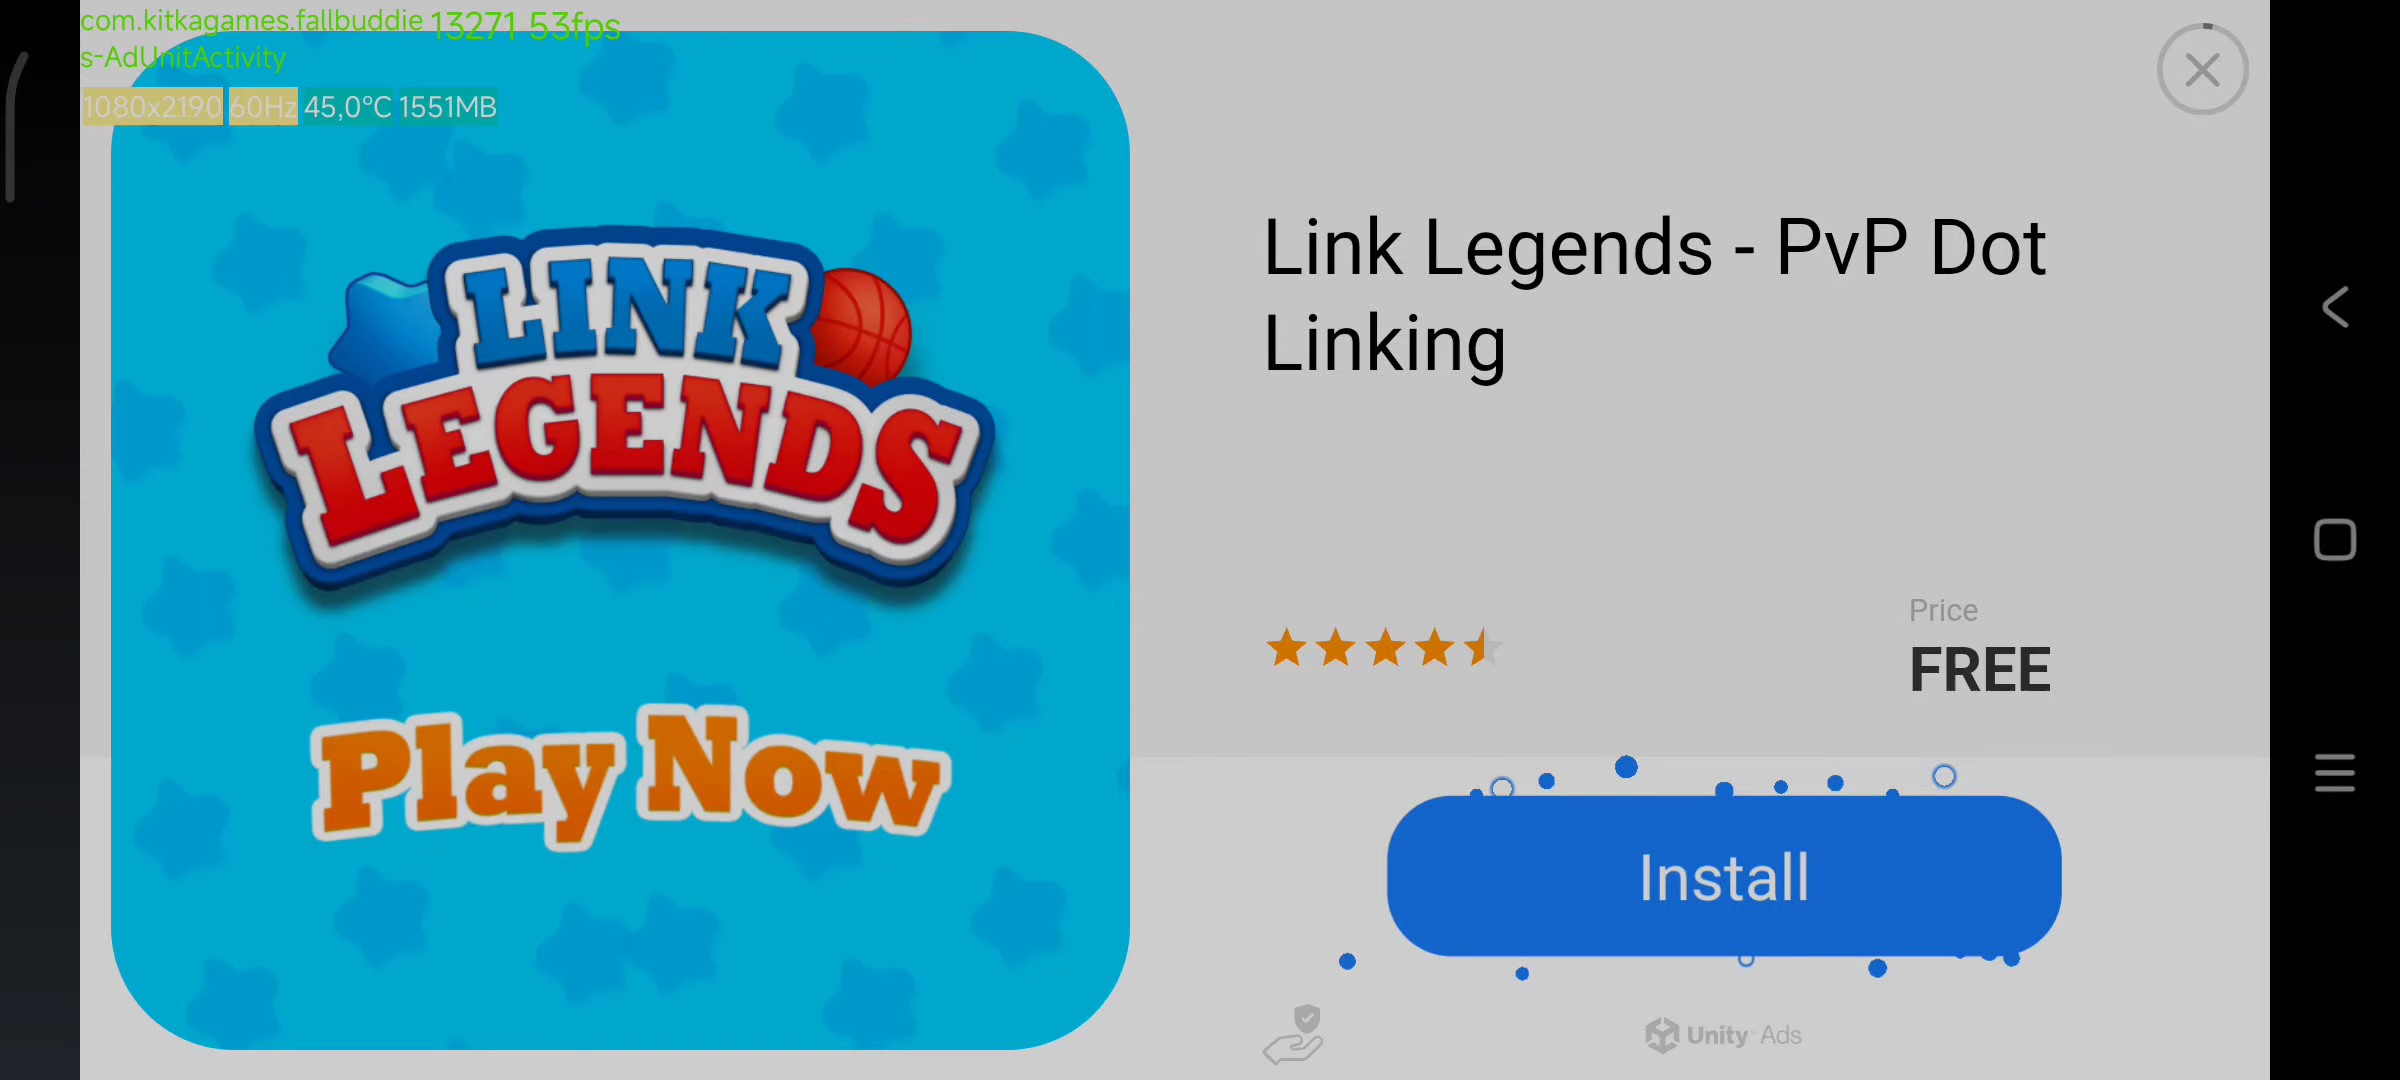 com.kitkagames.fallbuddie 13271 53fps
s-AdUnitActivity
1080x2190 60Hz 45,0°C 1551MB
LINK
LEGENDS
Play Now
Link Legends - PvP Dot
Linking
Price
FREE
Install
Unity Ads